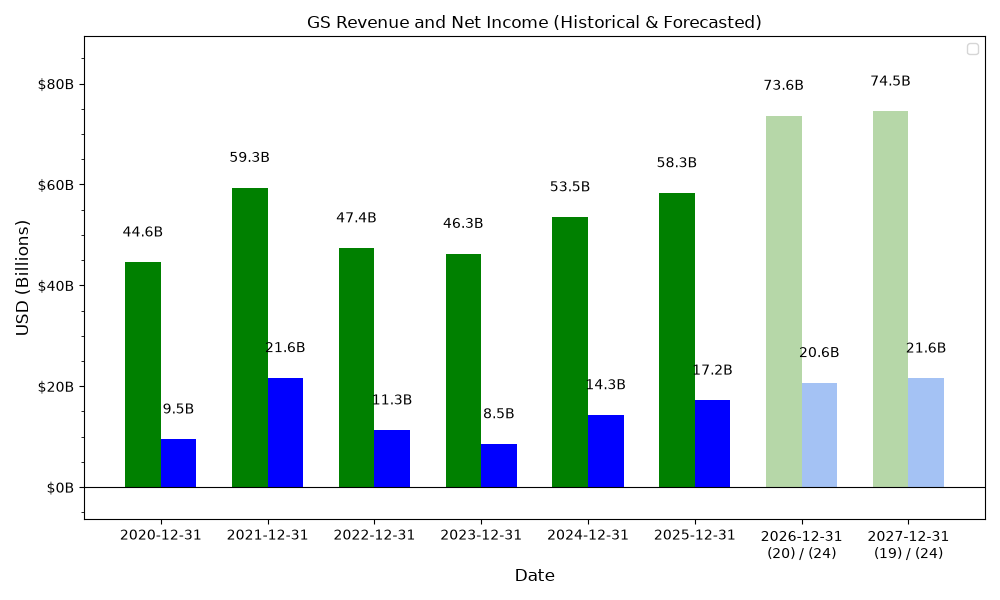 GS Revenue and Net Income (Historical & Forecasted)
USD (Billions)
$80B
$60B
$40B
$20B
$0B
44.6B
9.5B
59.3B
21.6B
47.4B
11.3B
46.3B
8.5B
53.5B
14.3B
58.3B
17.2B
73.6B
20.6B
74.5B
21.6B
2020-12-31
2021-12-31
2022-12-31
2023-12-31
2024-12-31
2025-12-31
2026-12-31
(20) / (24)
2027-12-31
(19) / (24)
Date